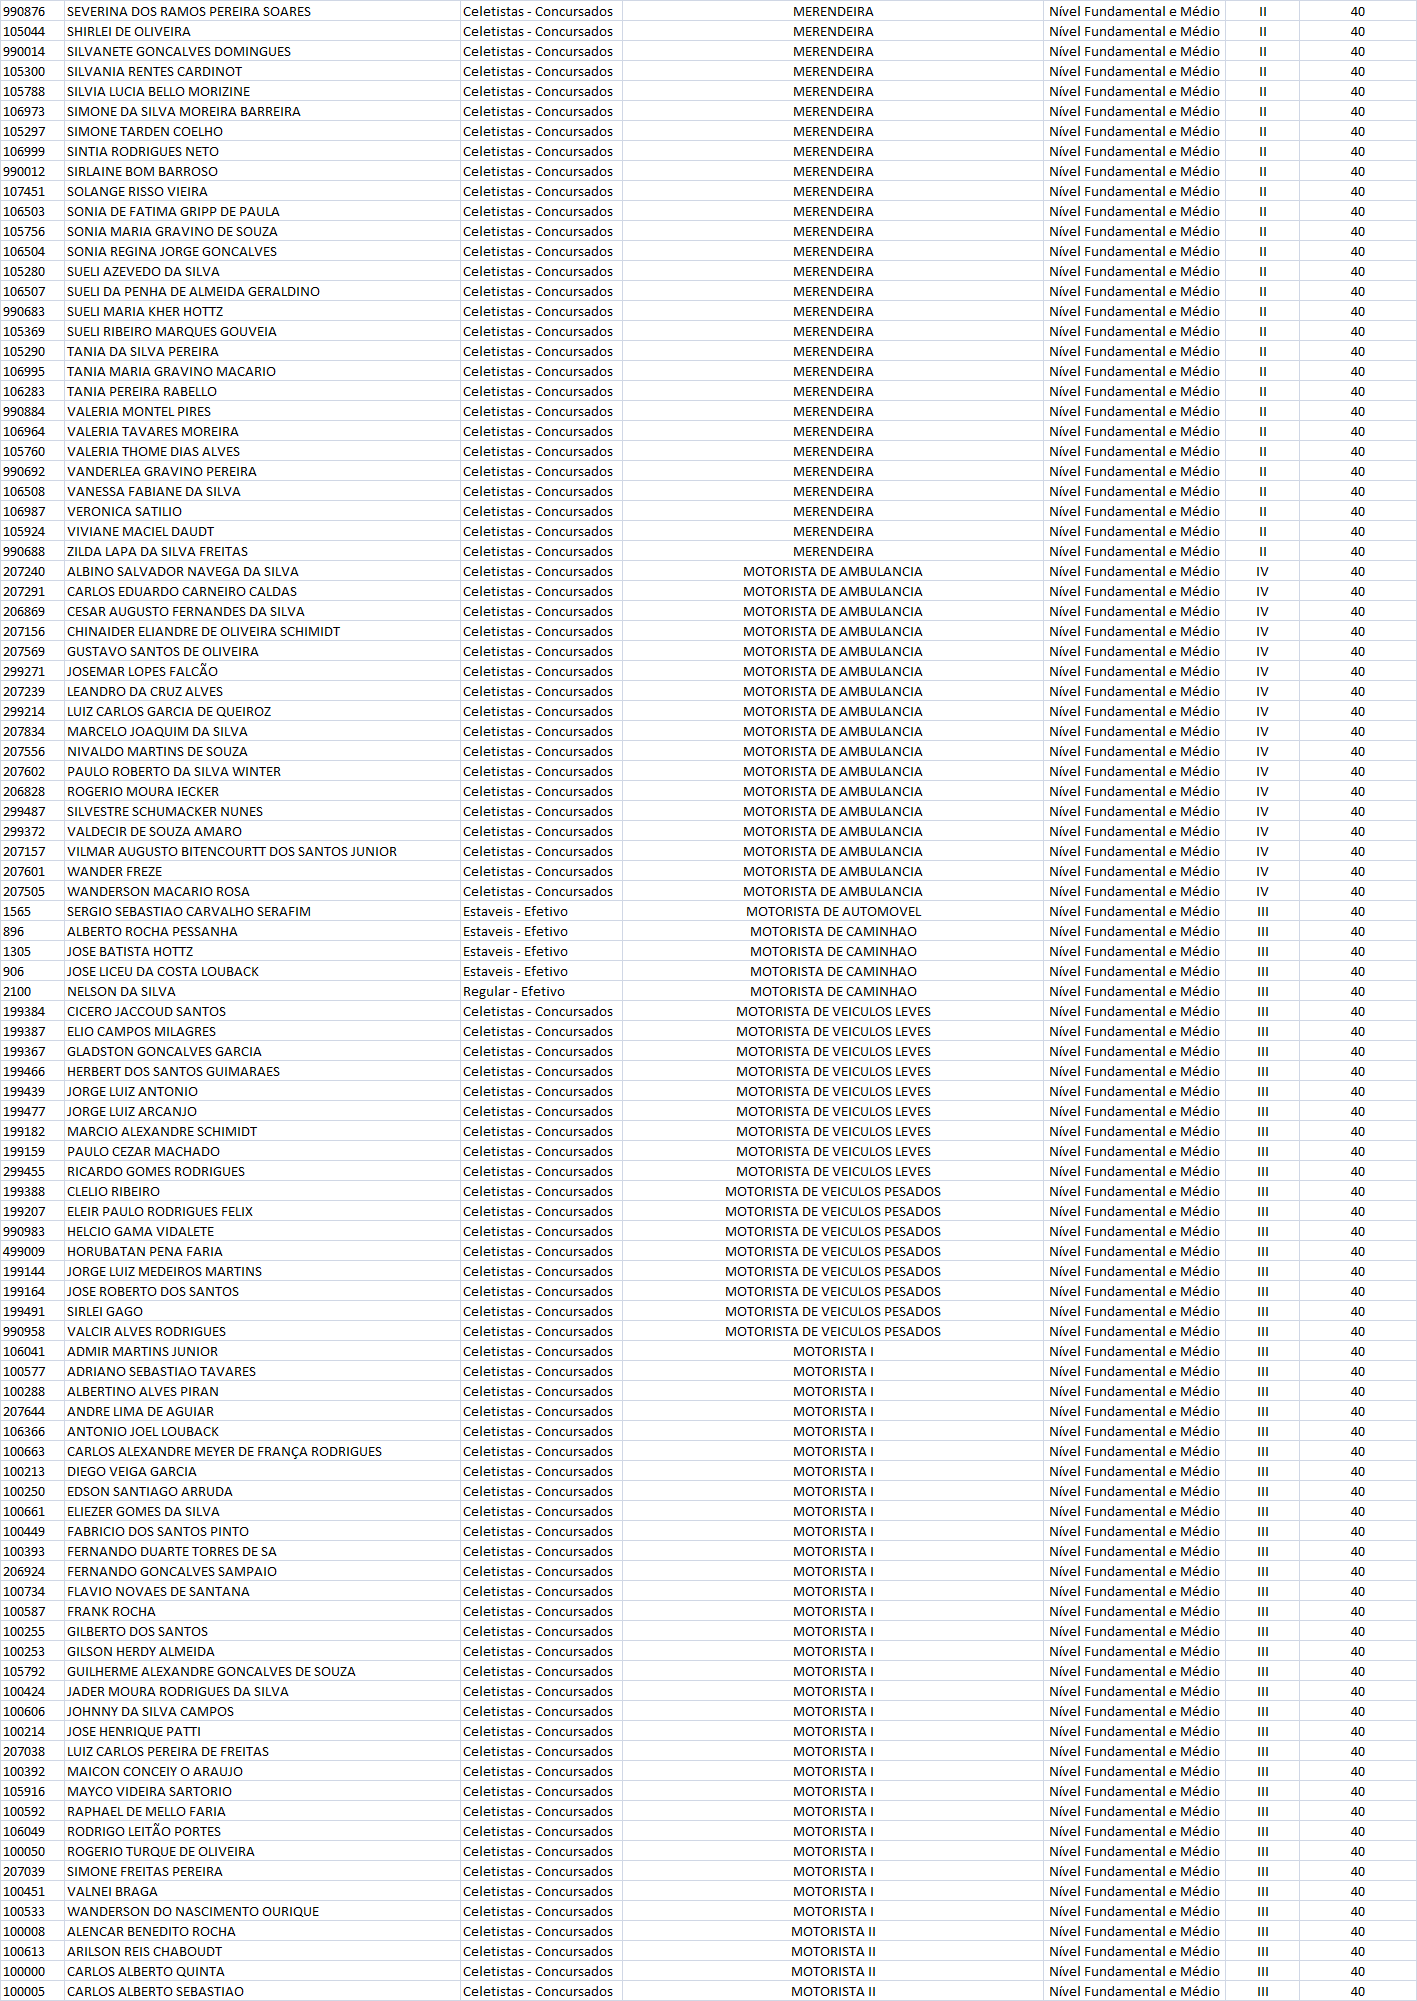 990876 SEVERINA DOS RAMOS PEREIRA SOARES Celetistas - Concursados MERENDEIRA Nível Fundamental e Médio II 40
105044 SHIRLEI DE OLIVEIRA Celetistas - Concursados MERENDEIRA Nível Fundamental e Médio II 40
990014 SILVANETE GONCALVES DOMINGUES Celetistas - Concursados MERENDEIRA Nível Fundamental e Médio II 40
105300 SILVANIA RENTES CARDINOT Celetistas - Concursados MERENDEIRA Nível Fundamental e Médio II 40
105788 SILVIA LUCIA BELLO MORIZINE Celetistas - Concursados MERENDEIRA Nível Fundamental e Médio II 40
106973 SIMONE DA SILVA MOREIRA BARREIRA Celetistas - Concursados MERENDEIRA Nível Fundamental e Médio II 40
105297 SIMONE TARDEN COELHO Celetistas - Concursados MERENDEIRA Nível Fundamental e Médio II 40
106999 SINTIA RODRIGUES NETO Celetistas - Concursados MERENDEIRA Nível Fundamental e Médio II 40
990012 SIRLAINE BOM BARROSO Celetistas - Concursados MERENDEIRA Nível Fundamental e Médio II 40
107451 SOLANGE RISSO VIEIRA Celetistas - Concursados MERENDEIRA Nível Fundamental e Médio II 40
106503 SONIA DE FATIMA GRIPP DE PAULA Celetistas - Concursados MERENDEIRA Nível Fundamental e Médio II 40
105756 SONIA MARIA GRAVINO DE SOUZA Celetistas - Concursados MERENDEIRA Nível Fundamental e Médio II 40
106504 SONIA REGINA JORGE GONCALVES Celetistas - Concursados MERENDEIRA Nível Fundamental e Médio II 40
105280 SUELI AZEVEDO DA SILVA Celetistas - Concursados MERENDEIRA Nível Fundamental e Médio II 40
106507 SUELI DA PENHA DE ALMEIDA GERALDINO Celetistas - Concursados MERENDEIRA Nível Fundamental e Médio II 40
990683 SUELI MARIA KHER HOTTZ Celetistas - Concursados MERENDEIRA Nível Fundamental e Médio II 40
105369 SUELI RIBEIRO MARQUES GOUVEIA Celetistas - Concursados MERENDEIRA Nível Fundamental e Médio II 40
105290 TANIA DA SILVA PEREIRA Celetistas - Concursados MERENDEIRA Nível Fundamental e Médio II 40
106995 TANIA MARIA GRAVINO MACARIO Celetistas - Concursados MERENDEIRA Nível Fundamental e Médio II 40
106283 TANIA PEREIRA RABELLO Celetistas - Concursados MERENDEIRA Nível Fundamental e Médio II 40
990884 VALERIA MONTEL PIRES Celetistas - Concursados MERENDEIRA Nível Fundamental e Médio II 40
106964 VALERIA TAVARES MOREIRA Celetistas - Concursados MERENDEIRA Nível Fundamental e Médio II 40
105760 VALERIA THOME DIAS ALVES Celetistas - Concursados MERENDEIRA Nível Fundamental e Médio II 40
990692 VANDERLEA GRAVINO PEREIRA Celetistas - Concursados MERENDEIRA Nível Fundamental e Médio II 40
106508 VANESSA FABIANE DA SILVA Celetistas - Concursados MERENDEIRA Nível Fundamental e Médio II 40
106987 VERONICA SATILIO Celetistas - Concursados MERENDEIRA Nível Fundamental e Médio II 40
105924 VIVIANE MACIEL DAUDT Celetistas - Concursados MERENDEIRA Nível Fundamental e Médio II 40
990688 ZILDA LAPA DA SILVA FREITAS Celetistas - Concursados MERENDEIRA Nível Fundamental e Médio II 40
207240 ALBINO SALVADOR NAVEGA DA SILVA Celetistas - Concursados MOTORISTA DE AMBULANCIA Nível Fundamental e Médio IV 40
207291 CARLOS EDUARDO CARNEIRO CALDAS Celetistas - Concursados MOTORISTA DE AMBULANCIA Nível Fundamental e Médio IV 40
206869 CESAR AUGUSTO FERNANDES DA SILVA Celetistas - Concursados MOTORISTA DE AMBULANCIA Nível Fundamental e Médio IV 40
207156 CHINAIDER ELIANDRE DE OLIVEIRA SCHIMIDT Celetistas - Concursados MOTORISTA DE AMBULANCIA Nível Fundamental e Médio IV 40
207569 GUSTAVO SANTOS DE OLIVEIRA Celetistas - Concursados MOTORISTA DE AMBULANCIA Nível Fundamental e Médio IV 40
299271 JOSEMAR LOPES FALCÃO Celetistas - Concursados MOTORISTA DE AMBULANCIA Nível Fundamental e Médio IV 40
207239 LEANDRO DA CRUZ ALVES Celetistas - Concursados MOTORISTA DE AMBULANCIA Nível Fundamental e Médio IV 40
299214 LUIZ CARLOS GARCIA DE QUEIROZ Celetistas - Concursados MOTORISTA DE AMBULANCIA Nível Fundamental e Médio IV 40
207834 MARCELO JOAQUIM DA SILVA Celetistas - Concursados MOTORISTA DE AMBULANCIA Nível Fundamental e Médio IV 40
207556 NIVALDO MARTINS DE SOUZA Celetistas - Concursados MOTORISTA DE AMBULANCIA Nível Fundamental e Médio IV 40
207602 PAULO ROBERTO DA SILVA WINTER Celetistas - Concursados MOTORISTA DE AMBULANCIA Nível Fundamental e Médio IV 40
206828 ROGERIO MOURA IECKER Celetistas - Concursados MOTORISTA DE AMBULANCIA Nível Fundamental e Médio IV 40
299487 SILVESTRE SCHUMACKER NUNES Celetistas - Concursados MOTORISTA DE AMBULANCIA Nível Fundamental e Médio IV 40
299372 VALDECIR DE SOUZA AMARO Celetistas - Concursados MOTORISTA DE AMBULANCIA Nível Fundamental e Médio IV 40
207157 VILMAR AUGUSTO BITENCOURTT DOS SANTOS JUNIOR Celetistas - Concursados MOTORISTA DE AMBULANCIA Nível Fundamental e Médio IV 40
207601 WANDER FREZE Celetistas - Concursados MOTORISTA DE AMBULANCIA Nível Fundamental e Médio IV 40
207505 WANDERSON MACARIO ROSA Celetistas - Concursados MOTORISTA DE AMBULANCIA Nível Fundamental e Médio IV 40
1565 SERGIO SEBASTIAO CARVALHO SERAFIM Estaveis - Efetivo MOTORISTA DE AUTOMOVEL Nível Fundamental e Médio III 40
896 ALBERTO ROCHA PESSANHA Estaveis - Efetivo MOTORISTA DE CAMINHAO Nível Fundamental e Médio III 40
1305 JOSE BATISTA HOTTZ Estaveis - Efetivo MOTORISTA DE CAMINHAO Nível Fundamental e Médio III 40
906 JOSE LICEU DA COSTA LOUBACK Estaveis - Efetivo MOTORISTA DE CAMINHAO Nível Fundamental e Médio III 40
2100 NELSON DA SILVA Regular - Efetivo MOTORISTA DE CAMINHAO Nível Fundamental e Médio III 40
199384 CICERO JACCOUD SANTOS Celetistas - Concursados MOTORISTA DE VEICULOS LEVES Nível Fundamental e Médio III 40
199387 ELIO CAMPOS MILAGRES Celetistas - Concursados MOTORISTA DE VEICULOS LEVES Nível Fundamental e Médio III 40
199367 GLADSTON GONCALVES GARCIA Celetistas - Concursados MOTORISTA DE VEICULOS LEVES Nível Fundamental e Médio III 40
199466 HERBERT DOS SANTOS GUIMARAES Celetistas - Concursados MOTORISTA DE VEICULOS LEVES Nível Fundamental e Médio III 40
199439 JORGE LUIZ ANTONIO Celetistas - Concursados MOTORISTA DE VEICULOS LEVES Nível Fundamental e Médio III 40
199477 JORGE LUIZ ARCANJO Celetistas - Concursados MOTORISTA DE VEICULOS LEVES Nível Fundamental e Médio III 40
199182 MARCIO ALEXANDRE SCHIMIDT Celetistas - Concursados MOTORISTA DE VEICULOS LEVES Nível Fundamental e Médio III 40
199159 PAULO CEZAR MACHADO Celetistas - Concursados MOTORISTA DE VEICULOS LEVES Nível Fundamental e Médio III 40
299455 RICARDO GOMES RODRIGUES Celetistas - Concursados MOTORISTA DE VEICULOS LEVES Nível Fundamental e Médio III 40
199388 CLELIO RIBEIRO Celetistas - Concursados MOTORISTA DE VEICULOS PESADOS Nível Fundamental e Médio III 40
199207 ELEIR PAULO RODRIGUES FELIX Celetistas - Concursados MOTORISTA DE VEICULOS PESADOS Nível Fundamental e Médio III 40
990983 HELCIO GAMA VIDALETE Celetistas - Concursados MOTORISTA DE VEICULOS PESADOS Nível Fundamental e Médio III 40
499009 HORUBATAN PENA FARIA Celetistas - Concursados MOTORISTA DE VEICULOS PESADOS Nível Fundamental e Médio III 40
199144 JORGE LUIZ MEDEIROS MARTINS Celetistas - Concursados MOTORISTA DE VEICULOS PESADOS Nível Fundamental e Médio III 40
199164 JOSE ROBERTO DOS SANTOS Celetistas - Concursados MOTORISTA DE VEICULOS PESADOS Nível Fundamental e Médio III 40
199491 SIRLEI GAGO Celetistas - Concursados MOTORISTA DE VEICULOS PESADOS Nível Fundamental e Médio III 40
990958 VALCIR ALVES RODRIGUES Celetistas - Concursados MOTORISTA DE VEICULOS PESADOS Nível Fundamental e Médio III 40
106041 ADMIR MARTINS JUNIOR Celetistas - Concursados MOTORISTA I Nível Fundamental e Médio III 40
100577 ADRIANO SEBASTIAO TAVARES Celetistas - Concursados MOTORISTA I Nível Fundamental e Médio III 40
100288 ALBERTINO ALVES PIRAN Celetistas - Concursados MOTORISTA I Nível Fundamental e Médio III 40
207644 ANDRE LIMA DE AGUIAR Celetistas - Concursados MOTORISTA I Nível Fundamental e Médio III 40
106366 ANTONIO JOEL LOUBACK Celetistas - Concursados MOTORISTA I Nível Fundamental e Médio III 40
100663 CARLOS ALEXANDRE MEYER DE FRANÇA RODRIGUES Celetistas - Concursados MOTORISTA I Nível Fundamental e Médio III 40
100213 DIEGO VEIGA GARCIA Celetistas - Concursados MOTORISTA I Nível Fundamental e Médio III 40
100250 EDSON SANTIAGO ARRUDA Celetistas - Concursados MOTORISTA I Nível Fundamental e Médio III 40
100661 ELIEZER GOMES DA SILVA Celetistas - Concursados MOTORISTA I Nível Fundamental e Médio III 40
100449 FABRICIO DOS SANTOS PINTO Celetistas - Concursados MOTORISTA I Nível Fundamental e Médio III 40
100393 FERNANDO DUARTE TORRES DE SA Celetistas - Concursados MOTORISTA I Nível Fundamental e Médio III 40
206924 FERNANDO GONCALVES SAMPAIO Celetistas - Concursados MOTORISTA I Nível Fundamental e Médio III 40
100734 FLAVIO NOVAES DE SANTANA Celetistas - Concursados MOTORISTA I Nível Fundamental e Médio III 40
100587 FRANK ROCHA Celetistas - Concursados MOTORISTA I Nível Fundamental e Médio III 40
100255 GILBERTO DOS SANTOS Celetistas - Concursados MOTORISTA I Nível Fundamental e Médio III 40
100253 GILSON HERDY ALMEIDA Celetistas - Concursados MOTORISTA I Nível Fundamental e Médio III 40
105792 GUILHERME ALEXANDRE GONCALVES DE SOUZA Celetistas - Concursados MOTORISTA I Nível Fundamental e Médio III 40
100424 JADER MOURA RODRIGUES DA SILVA Celetistas - Concursados MOTORISTA I Nível Fundamental e Médio III 40
100606 JOHNNY DA SILVA CAMPOS Celetistas - Concursados MOTORISTA I Nível Fundamental e Médio III 40
100214 JOSE HENRIQUE PATTI Celetistas - Concursados MOTORISTA I Nível Fundamental e Médio III 40
207038 LUIZ CARLOS PEREIRA DE FREITAS Celetistas - Concursados MOTORISTA I Nível Fundamental e Médio III 40
100392 MAICON CONCEIY O ARAUJO Celetistas - Concursados MOTORISTA I Nível Fundamental e Médio III 40
105916 MAYCO VIDEIRA SARTORIO Celetistas - Concursados MOTORISTA I Nível Fundamental e Médio III 40
100592 RAPHAEL DE MELLO FARIA Celetistas - Concursados MOTORISTA I Nível Fundamental e Médio III 40
106049 RODRIGO LEITÃO PORTES Celetistas - Concursados MOTORISTA I Nível Fundamental e Médio III 40
100050 ROGERIO TURQUE DE OLIVEIRA Celetistas - Concursados MOTORISTA I Nível Fundamental e Médio III 40
207039 SIMONE FREITAS PEREIRA Celetistas - Concursados MOTORISTA I Nível Fundamental e Médio III 40
100451 VALNEI BRAGA Celetistas - Concursados MOTORISTA I Nível Fundamental e Médio III 40
100533 WANDERSON DO NASCIMENTO OURIQUE Celetistas - Concursados MOTORISTA I Nível Fundamental e Médio III 40
100008 ALENCAR BENEDITO ROCHA Celetistas - Concursados MOTORISTA II Nível Fundamental e Médio III 40
100613 ARILSON REIS CHABOUDT Celetistas - Concursados MOTORISTA II Nível Fundamental e Médio III 40
100000 CARLOS ALBERTO QUINTA Celetistas - Concursados MOTORISTA II Nível Fundamental e Médio III 40
100005 CARLOS ALBERTO SEBASTIAO Celetistas - Concursados MOTORISTA II Nível Fundamental e Médio III 40